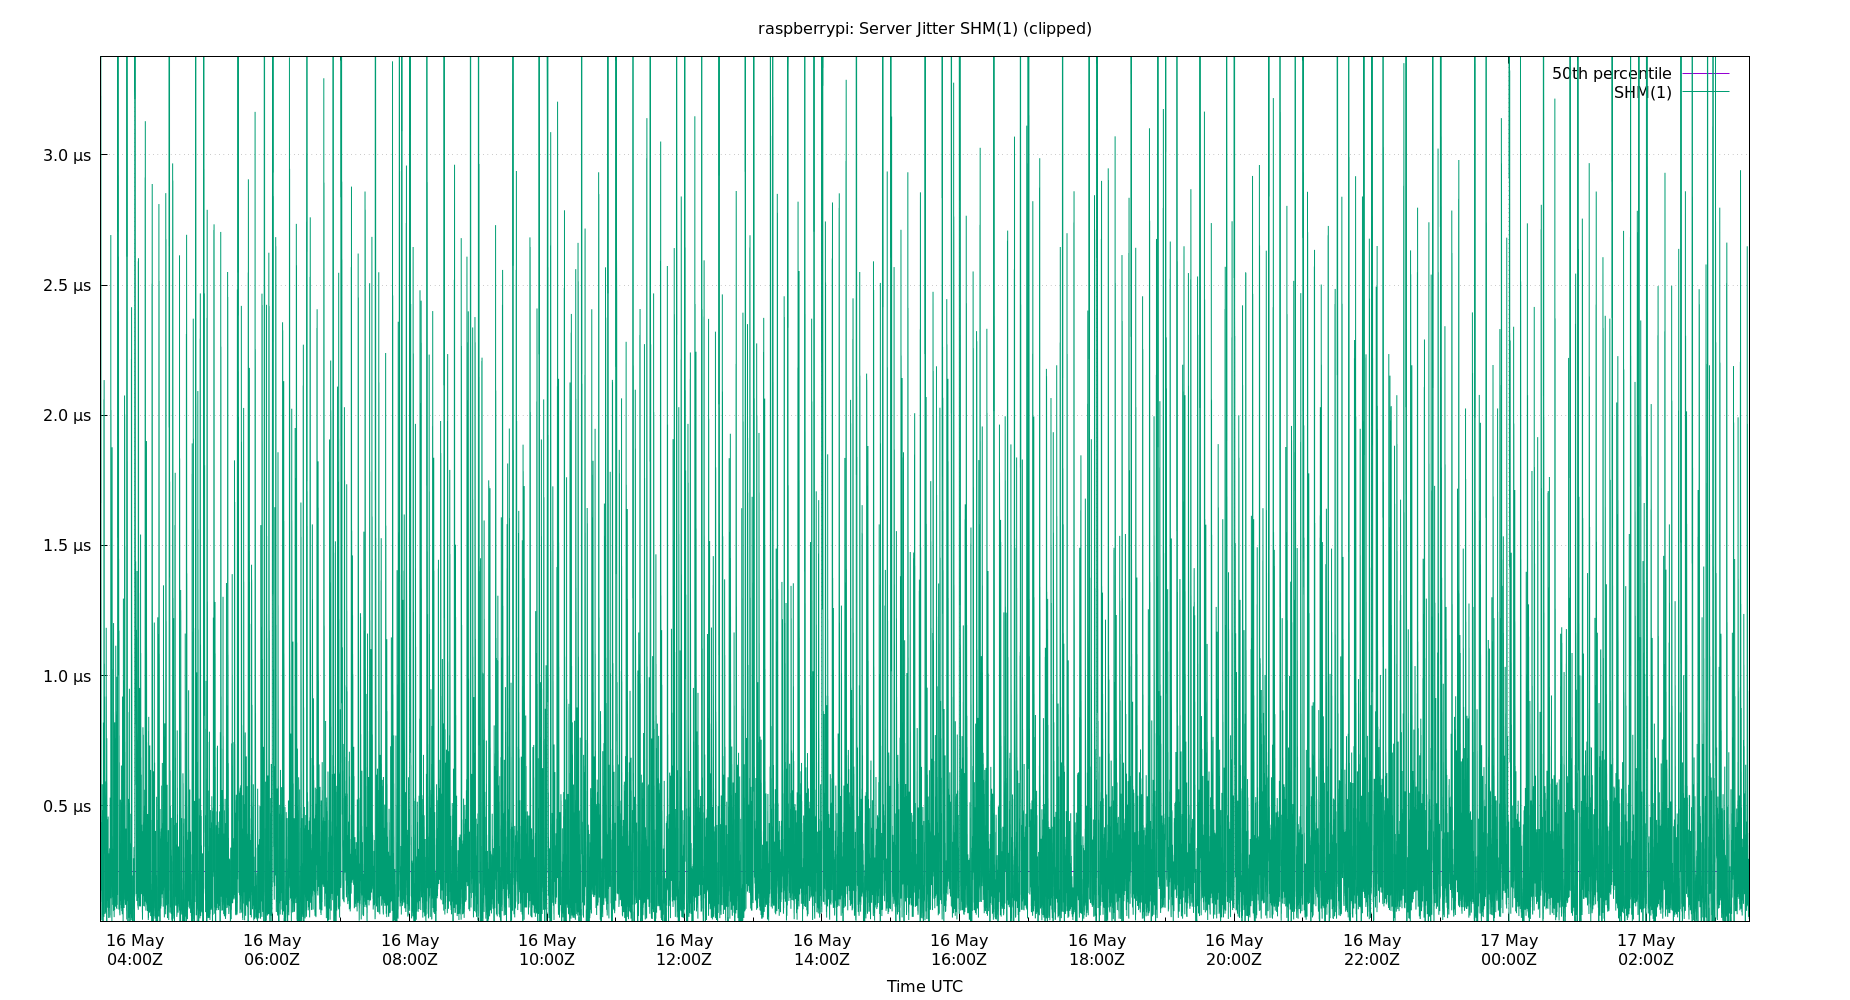 raspberrypi: Server Jitter SHM(1) (clipped)
50th percentile
SHM(1)
3.0 μs
2.5 μs
2.0 μs
1.5 μs
1.0 μs
0.5 μs
16 May 16 May 16 May 16 May 16 May 16 May 16 May 16 May 16 May 16 May 17 May 17 May
04:00Z 06:00Z 08:00Z 10:00Z 12:00Z 14:00Z 16:00Z 18:00Z 20:00Z 22:00Z 00:00Z 02:00Z
Time UTC